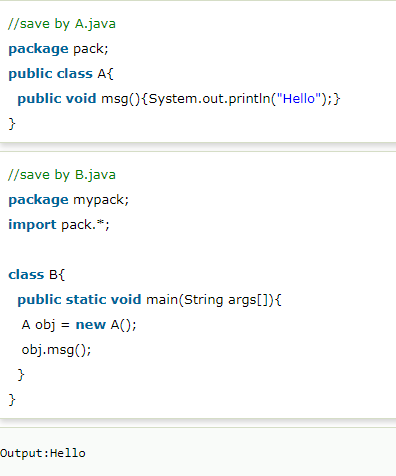 //save by A.java
package pack;
public class A{
public void msg(){System.out.println("Hello");}
}
//save by B.java
package mypack;
import pack.*;
class B{
public static void main(String args[]){
A obj = new A();
obj.msg();
}
}
Output:Hello